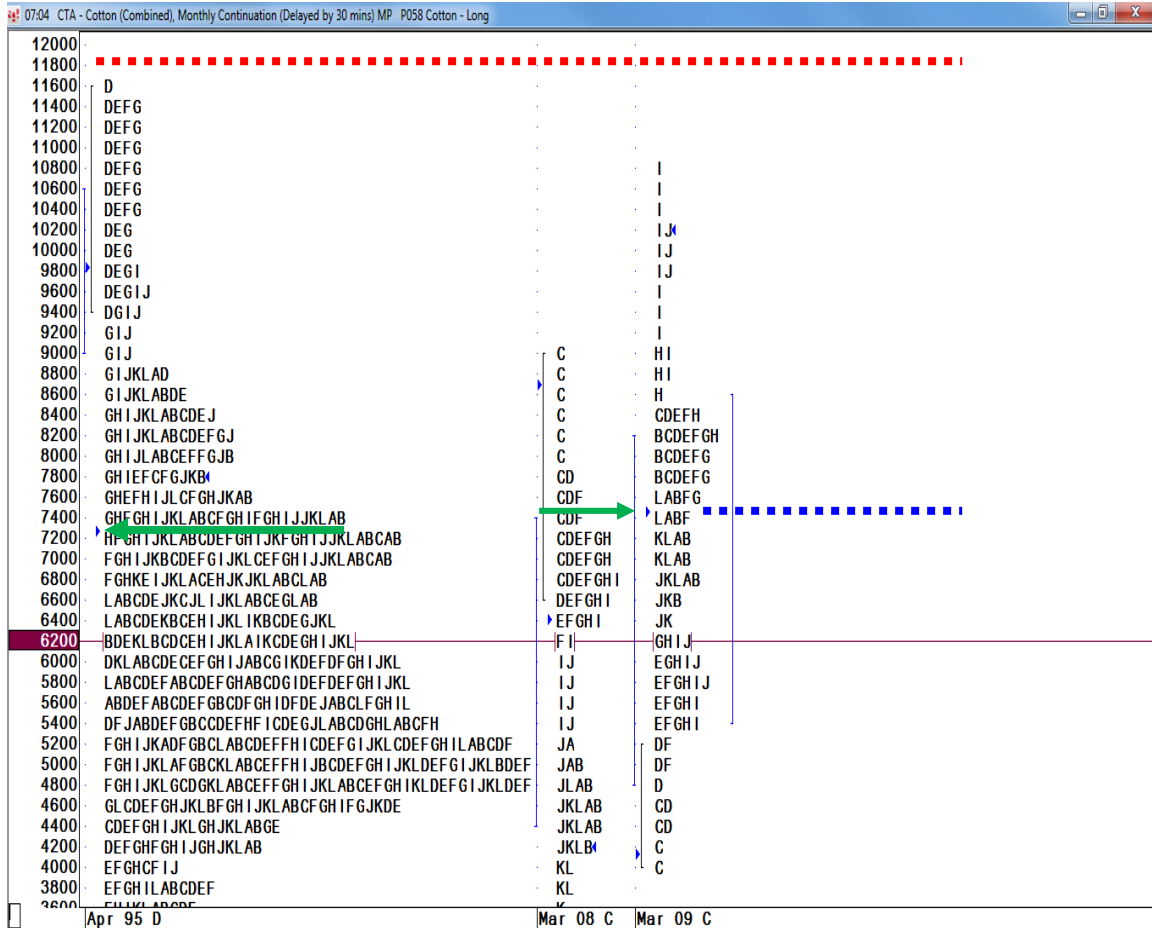 07:04 CTA - Cotton (Combined), Monthly Continuation (Delayed by 30 mins) MP P058 Cotton - Long
12000
11800
11600 D
11400 DEFG
11200 DEFG
11000 DEFG
10800 DEFG I
10600 DEFG I
10400 DEFG I
10200 DEG IJ
10000 DEG IJ
9800 DEGI IJ
9600 DEGIJ I
9400 DGIJ I
9200 GIJ I
9000 GIJ C HI
8800 GIJKLAD C HI
8600 GIJKLABDE C H
8400 GHIJKLABCDEJ C CDEFH
8200 GHIJKLABCDEFGJ C BCDEFGH
8000 GHIJLABCEFFGJB C BCDEFG
7800 GHIEFCFGJKB CD BCDEFG
7600 GHEFHIJLCFGHJKAB CDF LABFG
7400 GHFGHIJKLABCFGHIFGHIJJKLAB CDF LABF
7200 HFGHIJKLABCDEFGHIJKFGHIJJKLABCAB CDEFGH KLAB
7000 FGHIJKBCDEFGIJKLCEFGHIJJKLABCAB CDEFGH KLAB
6800 FGHKEIJKLACEHJKJKLABCLAB CDEFGHI JKLAB
6600 LABCDEJKCJLIJKLABCEGLAB DEFGHI JKB
6400 LABCDEKBCEHIJKLIKBCDEGJKL EFGHI JK
6200 BDEKLBCDCEHIJKLAIKCDEGHIJKL FI GHIJ
6000 DKLABCDECEFGHIJABCGIKDEFDFGHIJKL IJ EGHIJ
5800 LABCDEFABCDEFGHABCDGIDEFDEFGHIJKL IJ EFGHIJ
5600 ABDEFABCDEFGBCDFGHIDFDEJABCLFGHIL IJ EFGHI
5400 DFJABDEFGBCCDEFHFICDEGJLABCDGHLABCFH IJ EFGHI
5200 FGHIJKADFGBCLABCDEFFHICDEFGIJKLCDEFGHILABCDF JA DF
5000 FGHIJKLAFGBCKLABCEFFHIJBCDEFGHIJKLDEFGIJKLBDEF JAB DF
4800 FGHIJKLGCDGKLABCEFFGHIJKLABCEFGHIKLDEFGIJKLDEF JLAB D
4600 GLCDEFGHJKLBFGHIJKLABCFGHIFGJKDE JKLAB CD
4400 CDEFGHIJKLGHJKLABGE JKLAB CD
4200 DEFGHFGHIJGHJKLAB JKLB C
4000 EFGHCFIJ KL C
3800 EFGHILABCDEF KL
3600
Apr 95 D Mar 08 C Mar 09 C